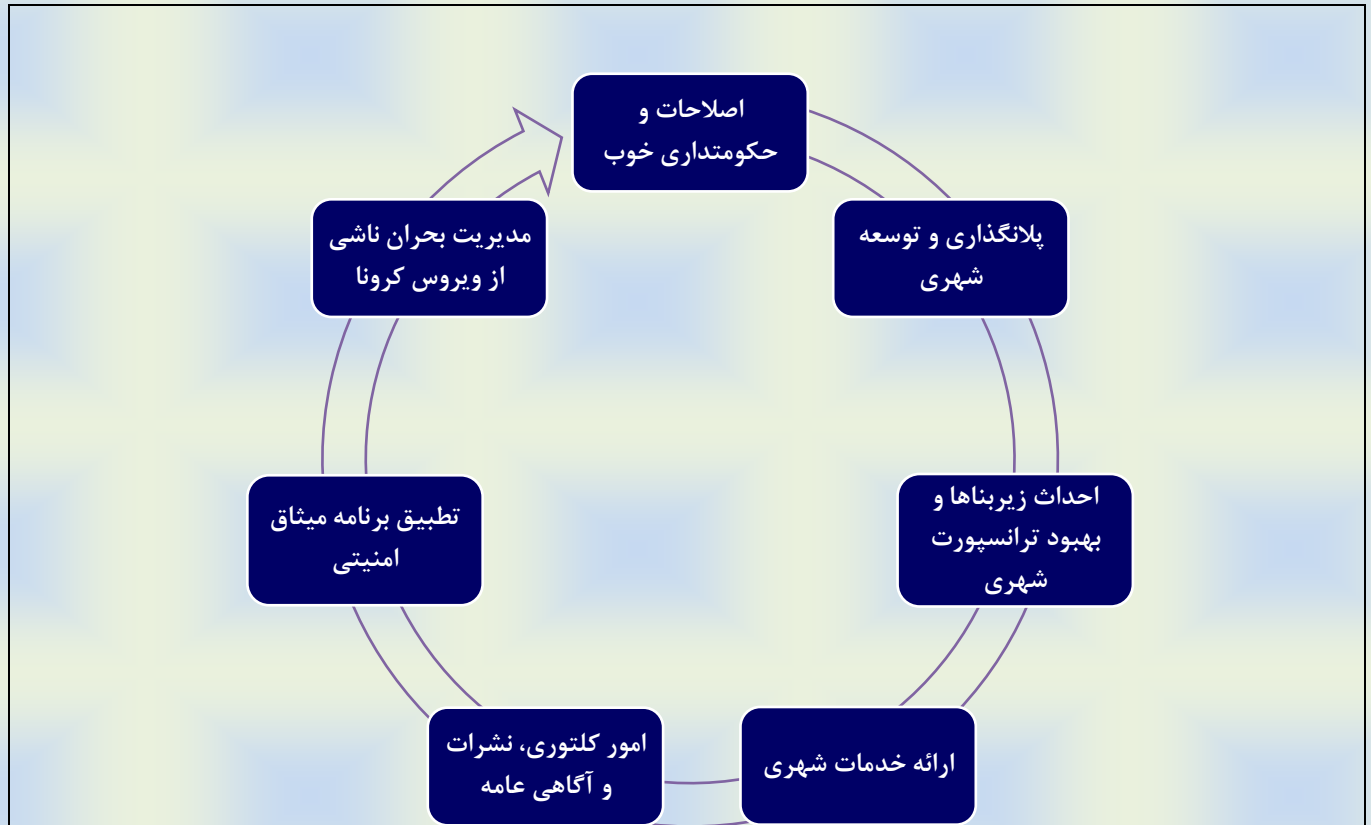 اصلاحات و
حکومتداری خوب
پلانگذاری و توسعه
شهری
احداث زیربناها و
بهبود ترانسپورت
شهری
ارائه خدمات شهری
امور کلتوری، نشرات
و آگاهی عامه
تطبیق برنامه میثاق
امنیتی
مدیریت بحران ناشی
از ویروس کرونا